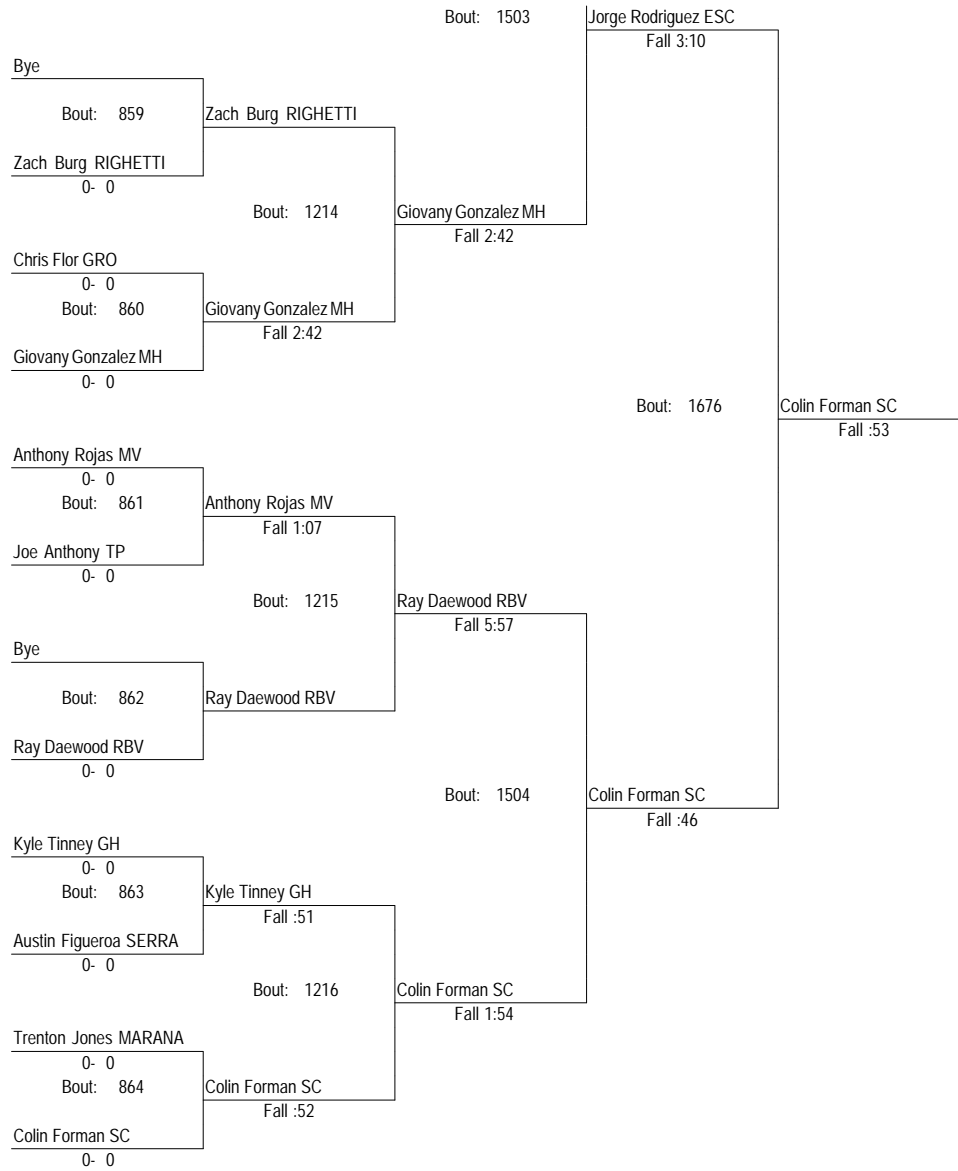 Bout: 1503
Jorge Rodriguez ESC
Fall 3:10
Bye
Bout: 859
Zach Burg RIGHETTI
Zach Burg RIGHETTI
0- 0
Bout: 1214
Giovany Gonzalez MH
Fall 2:42
Chris Flor GRO
0- 0
Bout: 860
Giovany Gonzalez MH
Fall 2:42
Giovany Gonzalez MH
0- 0
Bout: 1676
Colin Forman SC
Fall :53
Anthony Rojas MV
0- 0
Bout: 861
Anthony Rojas MV
Fall 1:07
Joe Anthony TP
0- 0
Bout: 1215
Ray Daewood RBV
Fall 5:57
Bye
Bout: 862
Ray Daewood RBV
Ray Daewood RBV
0- 0
Bout: 1504
Colin Forman SC
Fall :46
Kyle Tinney GH
0- 0
Bout: 863
Kyle Tinney GH
Fall :51
Austin Figueroa SERRA
0- 0
Bout: 1216
Colin Forman SC
Fall 1:54
Trenton Jones MARANA
0- 0
Bout: 864
Colin Forman SC
Fall :52
Colin Forman SC
0- 0